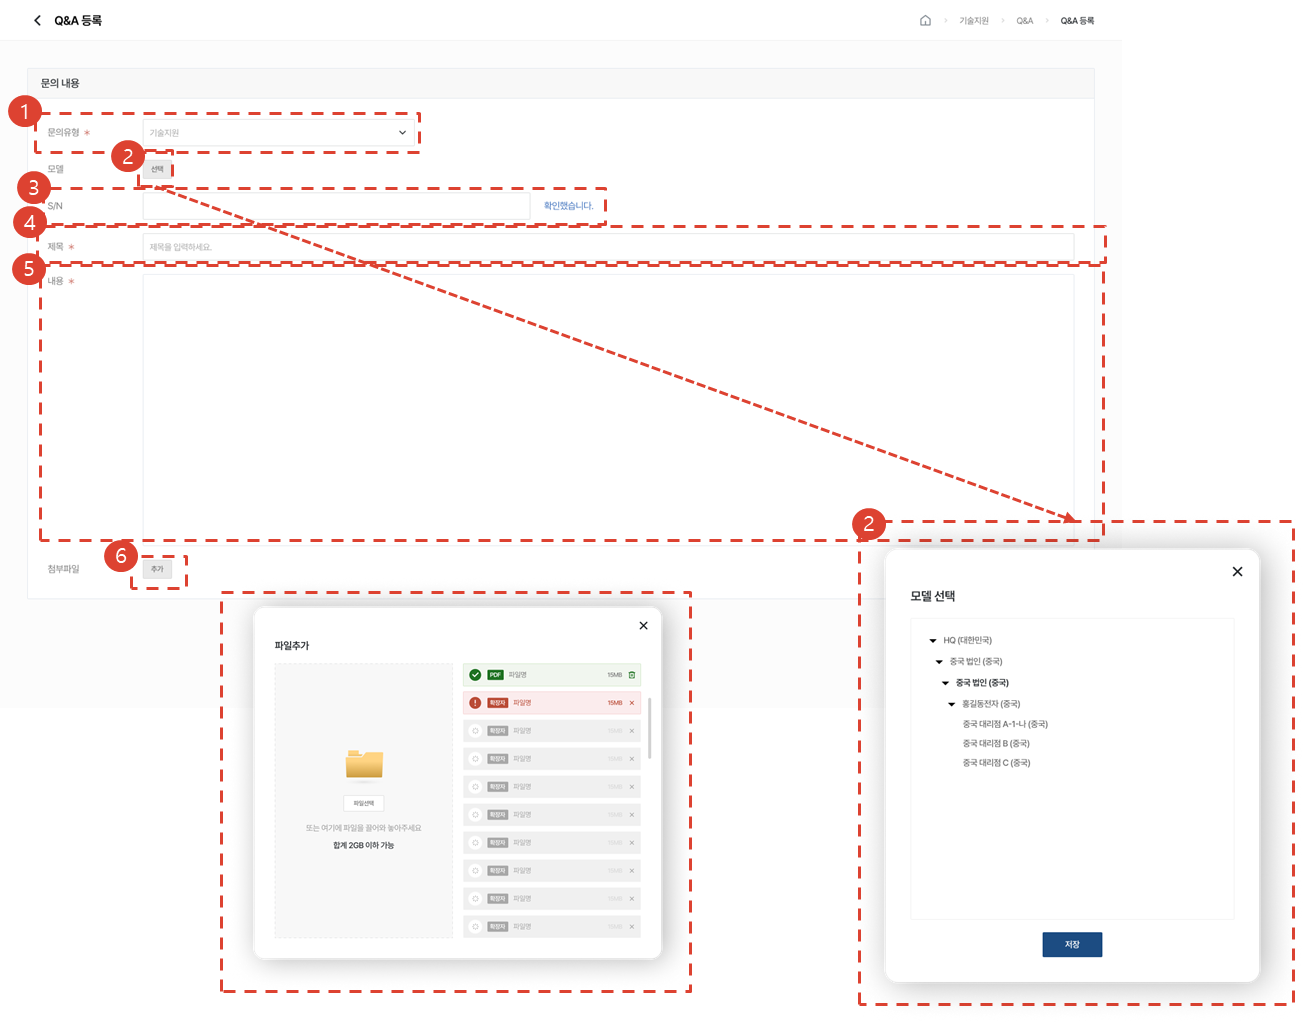 Q&A 등록
기술지원 Q&A Q&A 등록
문의 내용
1
문의유형 *
기술지원
2
모델
선택
3
S/N
확인했습니다.
4
제목 *
제목을 입력하세요.
5
내용 *
6
첨부파일
추가
파일추가
파일선택
또는 여기에 파일을 끌어와 놓아주세요
합계 2GB 이하 가능
PDF 파일명 15MB
확장자 파일명 15MB
확장자 파일명 15MB
확장자 파일명 15MB
확장자 파일명 15MB
확장자 파일명 15MB
확장자 파일명 15MB
확장자 파일명 15MB
확장자 파일명 15MB
확장자 파일명 15MB
2
모델 선택
HQ (대한민국)
중국 법인 (중국)
중국 법인 (중국)
홍길동전자 (중국)
중국 대리점 A-1-나 (중국)
중국 대리점 B (중국)
중국 대리점 C (중국)
저장